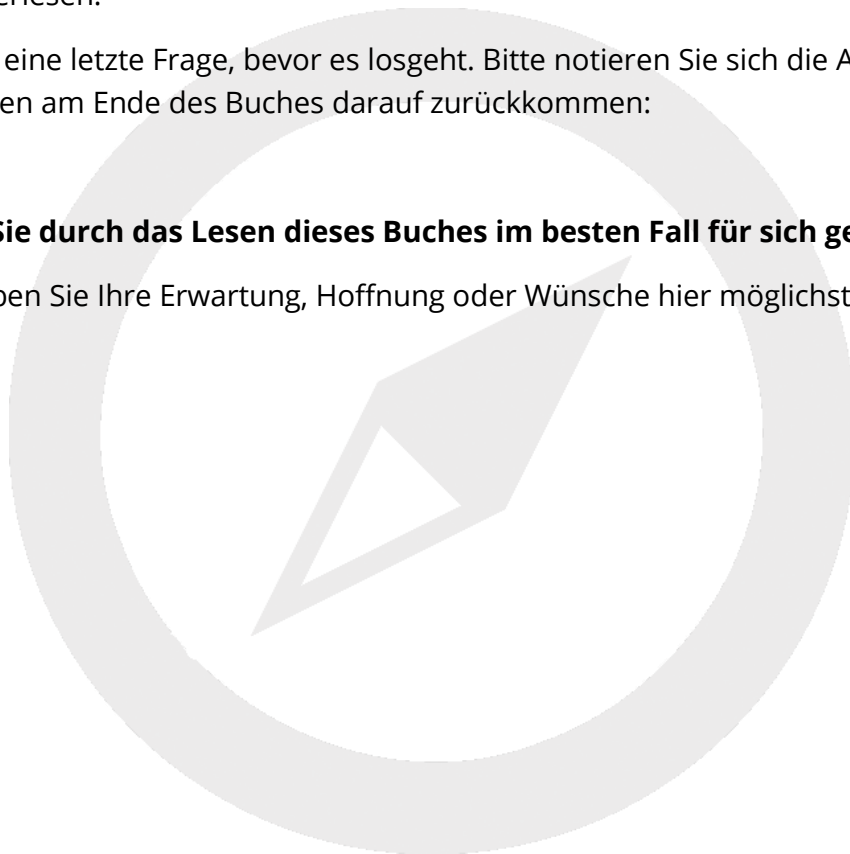 eine letzte Frage, bevor es losgeht. Bitte notieren Sie sich die A
en am Ende des Buches darauf zurückkommen:
Sie durch das Lesen dieses Buches im besten Fall für sich ge
ben Sie Ihre Erwartung, Hoffnung oder Wünsche hier möglichst